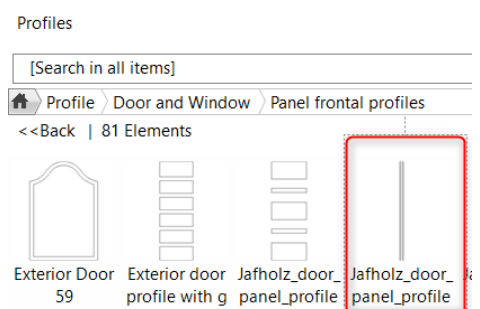 Profiles
[Search in all items]
Profile Door and Window Panel frontal profiles
<<Back | 81 Elements
Exterior Door Exterior door Jafholz_door_ Jafholz_door_
59 profile with g panel_profile panel_profile